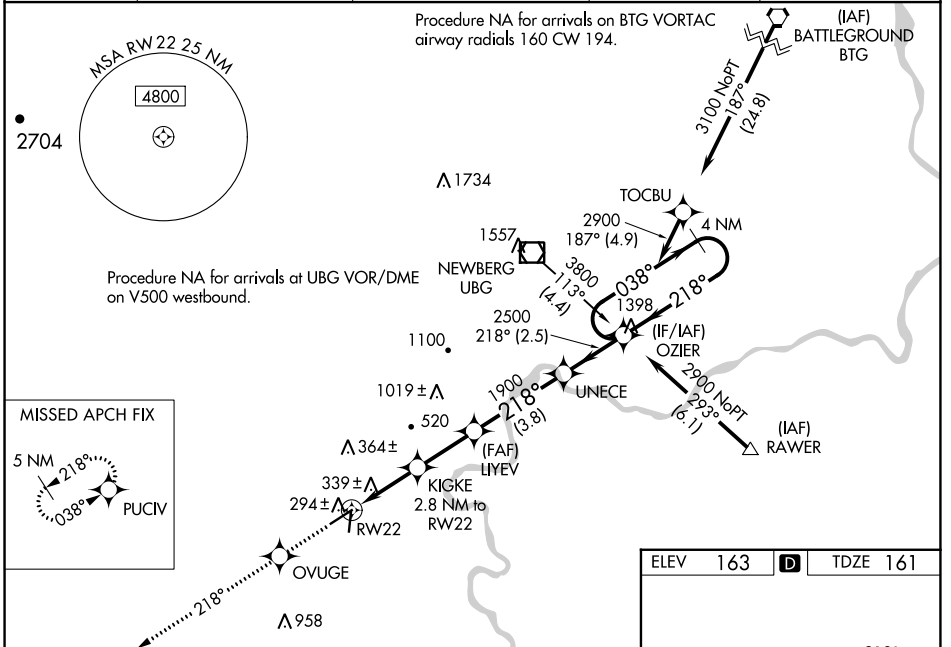 Procedure NA for arrivals on BTG VORTAC
airway radials 160 CW 194.
(IAF)
BATTLEGROUND
BTG
MSA RW22 25 NM
4800
2704
3100 NoPT
187°
(24.8)
1734
TOCBU
2900
187° (4.9)
4 NM
1557
NEWBERG
UBG
3800
113°
(4.4)
038°
218°
1398
Procedure NA for arrivals at UBG VOR/DME
on V500 westbound.
2500
218° (2.5)
(IF/IAF)
OZIER
1100
UNECE
1900
218°
(3.8)
2900 NoPT
293°
(6.1)
(IAF)
RAWER
1019 ±
520
(FAF)
LIYEV
MISSED APCH FIX
5 NM
218°
038°
PUCIV
364 ±
339 ±
KIGKE
2.8 NM to
RW22
294 ±
RW22
OVUGE
218°
958
ELEV 163 D TDZE 161